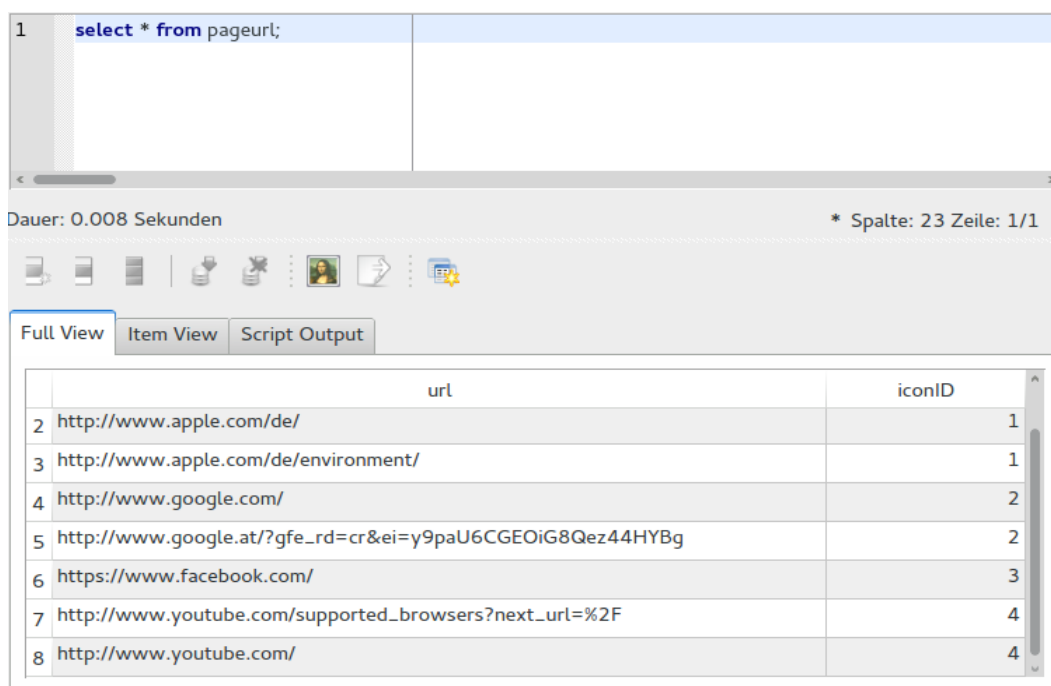 1 select * from pageurl;
Dauer: 0.008 Sekunden * Spalte: 23 Zeile: 1/1
Full View Item View Script Output
url iconID
2 http://www.apple.com/de/ 1
3 http://www.apple.com/de/environment/ 1
4 http://www.google.com/ 2
5 http://www.google.at/?gfe_rd=cr&ei=y9paU6CGEOiG8Qez44HYBg 2
6 https://www.facebook.com/ 3
7 http://www.youtube.com/supported_browsers?next_url=%2F 4
8 http://www.youtube.com/ 4